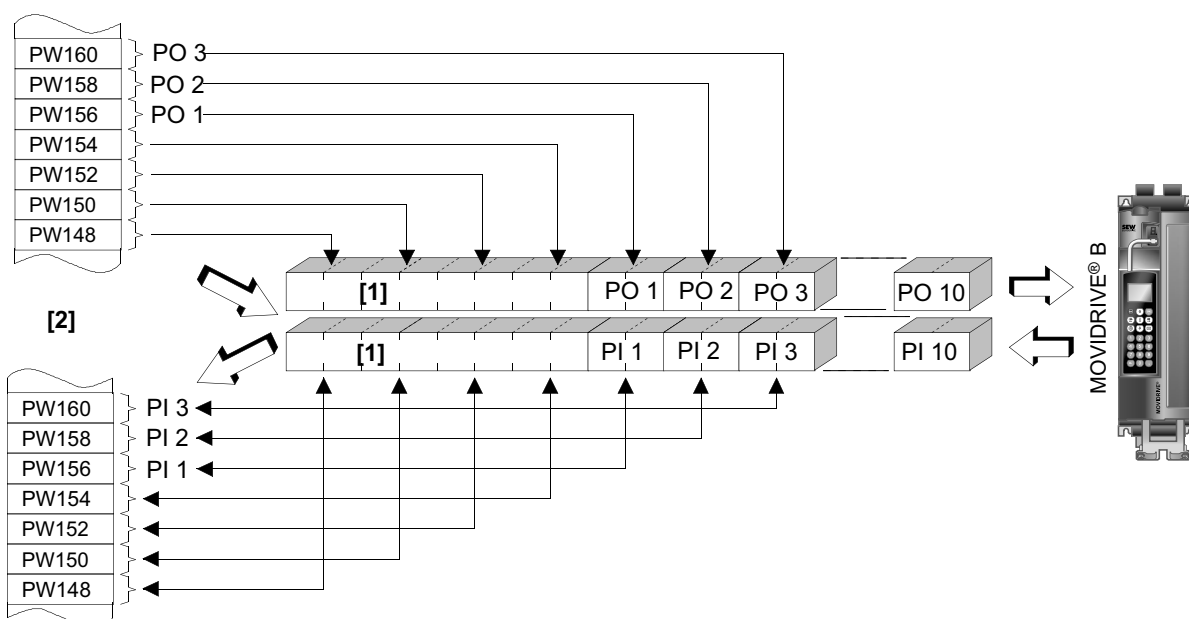 PW160 PO 3
PW158 PO 2
PW156 PO 1
PW154
PW152
PW150
PW148
[1] PO 1 PO 2 PO 3 PO 10
[2]
[1] PI 1 PI 2 PI 3 PI 10
MOVIDRIVE® B
SEW
MOVIDRIVE®
PW160 PI 3
PW158 PI 2
PW156 PI 1
PW154
PW152
PW150
PW148